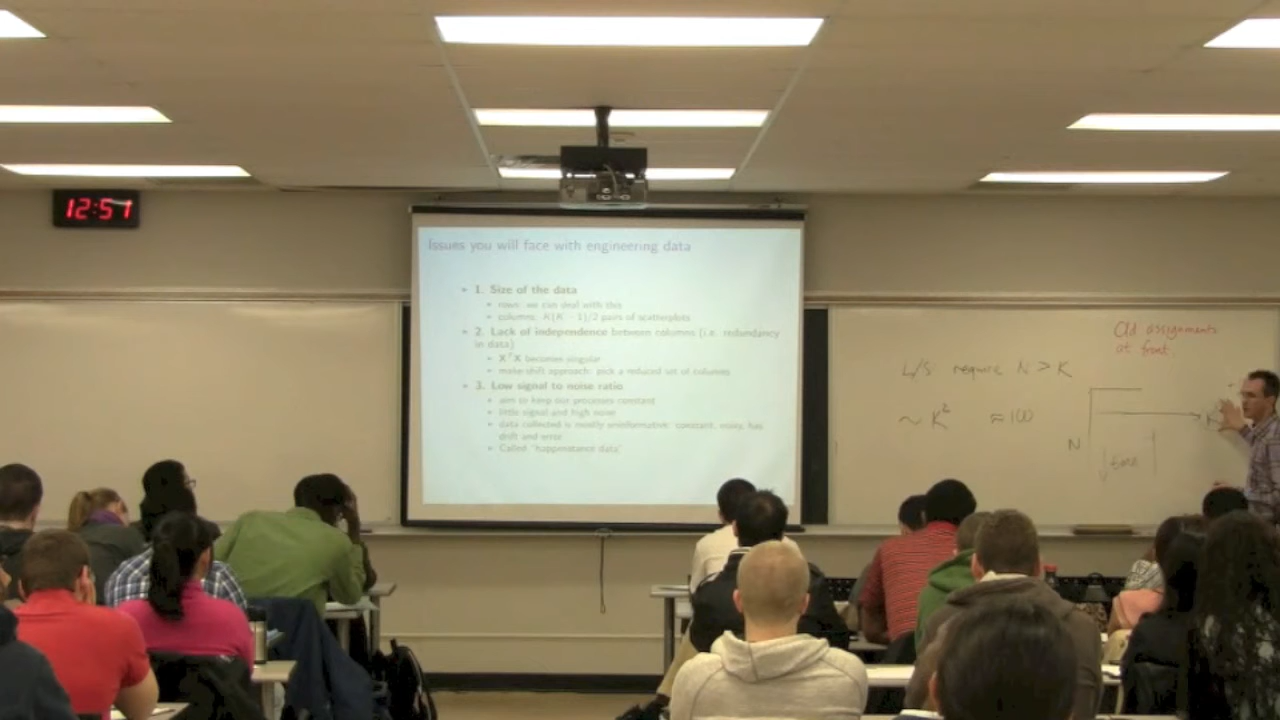 12:57
Issues you will face with engineering data
1. Size of the data
rows: we can deal with this
columns: K(K - 1)/2 pairs of scatterplots
2. Lack of independence between columns (i.e. redundancy
in data)
XᵀX becomes singular
make-shift approach: pick a reduced set of columns
3. Low signal to noise ratio
aim to keep our processes constant
little signal and high noise
data collected is mostly uninformative: constant, noisy, has
drift and error
Called "happenstance data"
Old assignments
at front.
L/S require N > K
~ K²
N
time
K